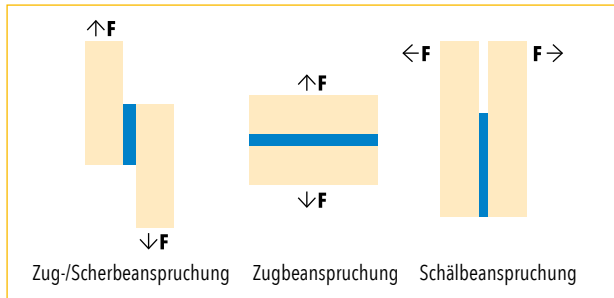 ↑F
↑F
←F F→
↓F
↓F
Zug-/Scherbeanspruchung Zugbeanspruchung Schälbeanspruchung